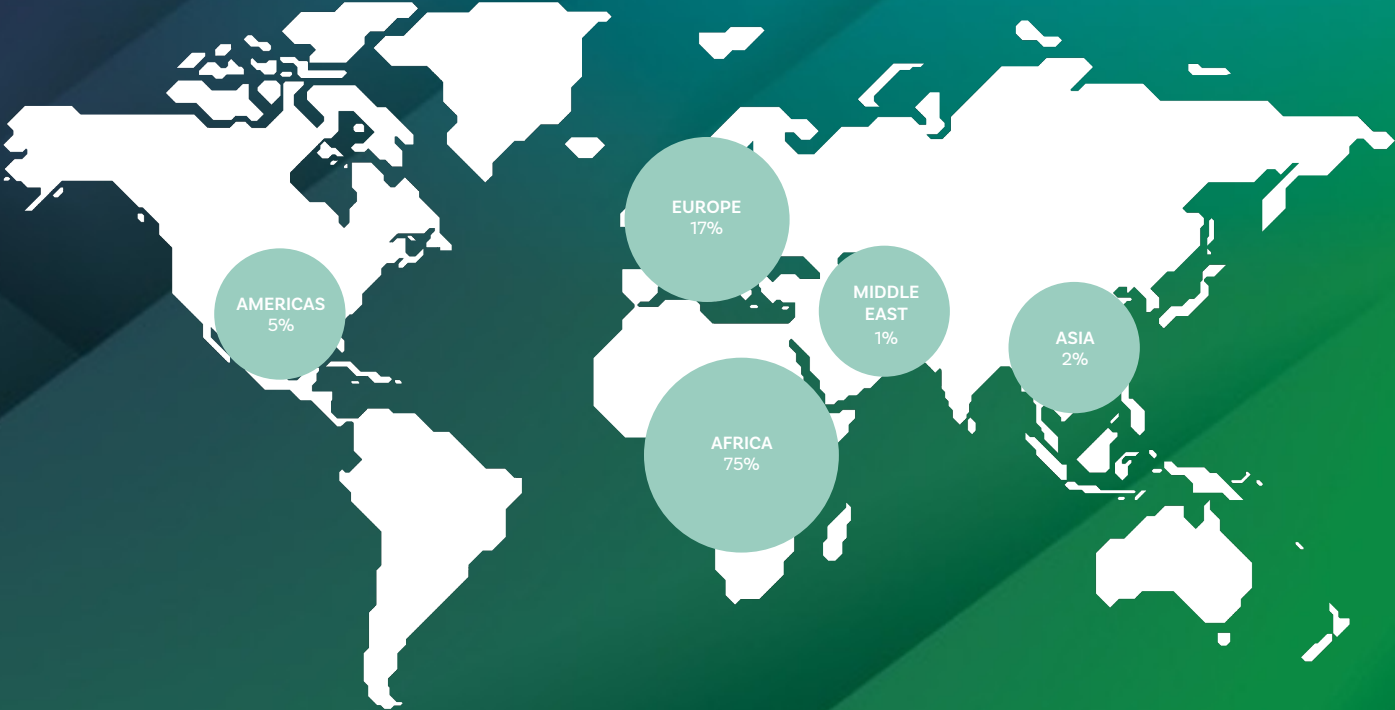 EUROPE
17%
AMERICAS
5%
MIDDLE
EAST
1%
ASIA
2%
AFRICA
75%